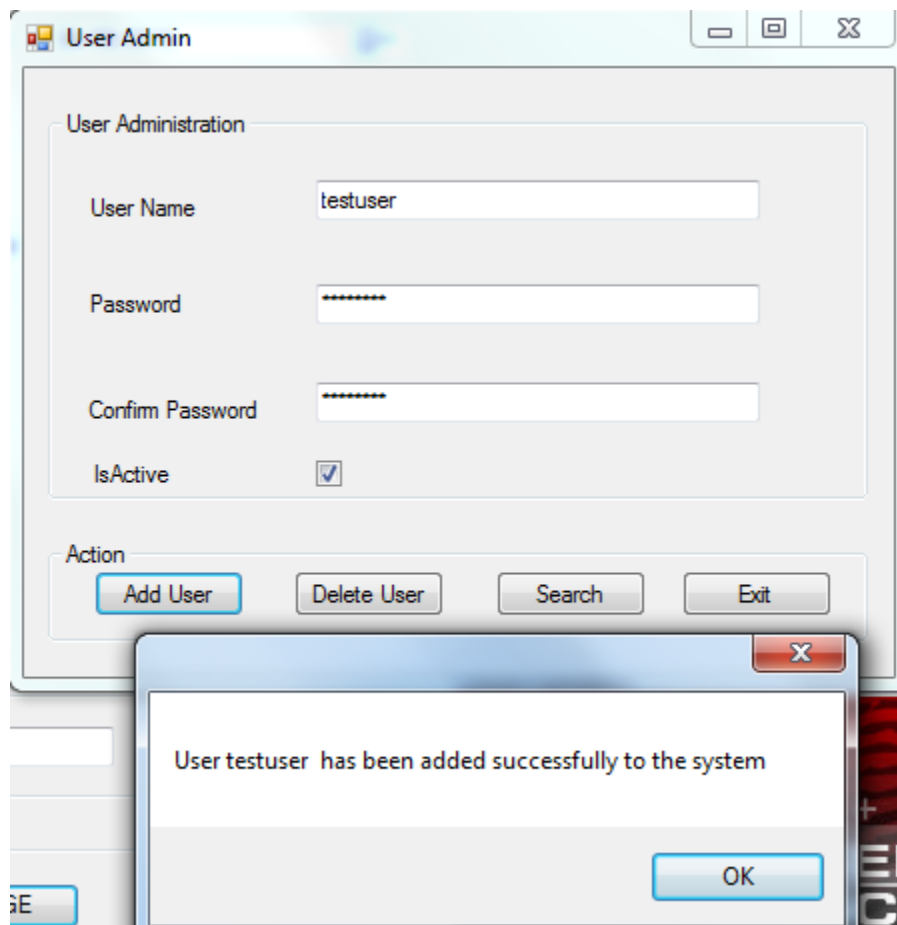 User Admin
User Administration
User Name
testuser
Password
********
Confirm Password
********
IsActive
Action
Add User
Delete User
Search
Exit
User testuser  has been added successfully to the system
OK
GE